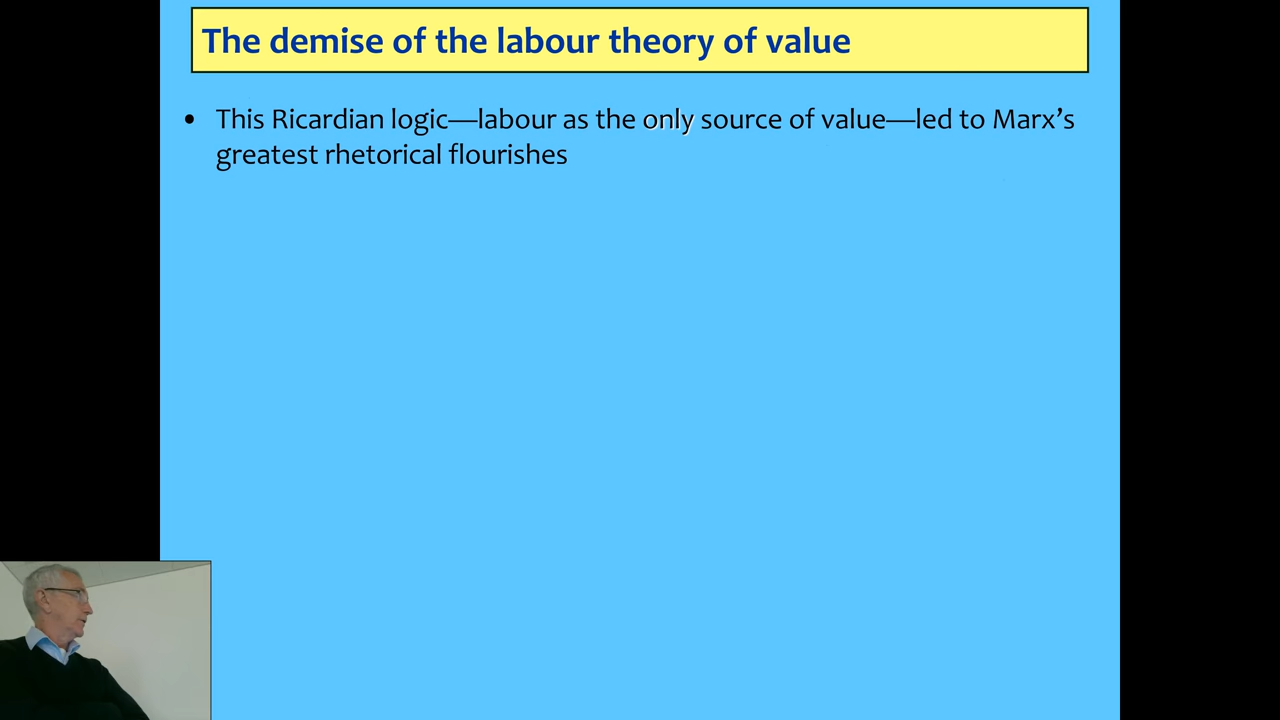 The demise of the labour theory of value
• This Ricardian logic—labour as the only source of value—led to Marx’s
greatest rhetorical flourishes